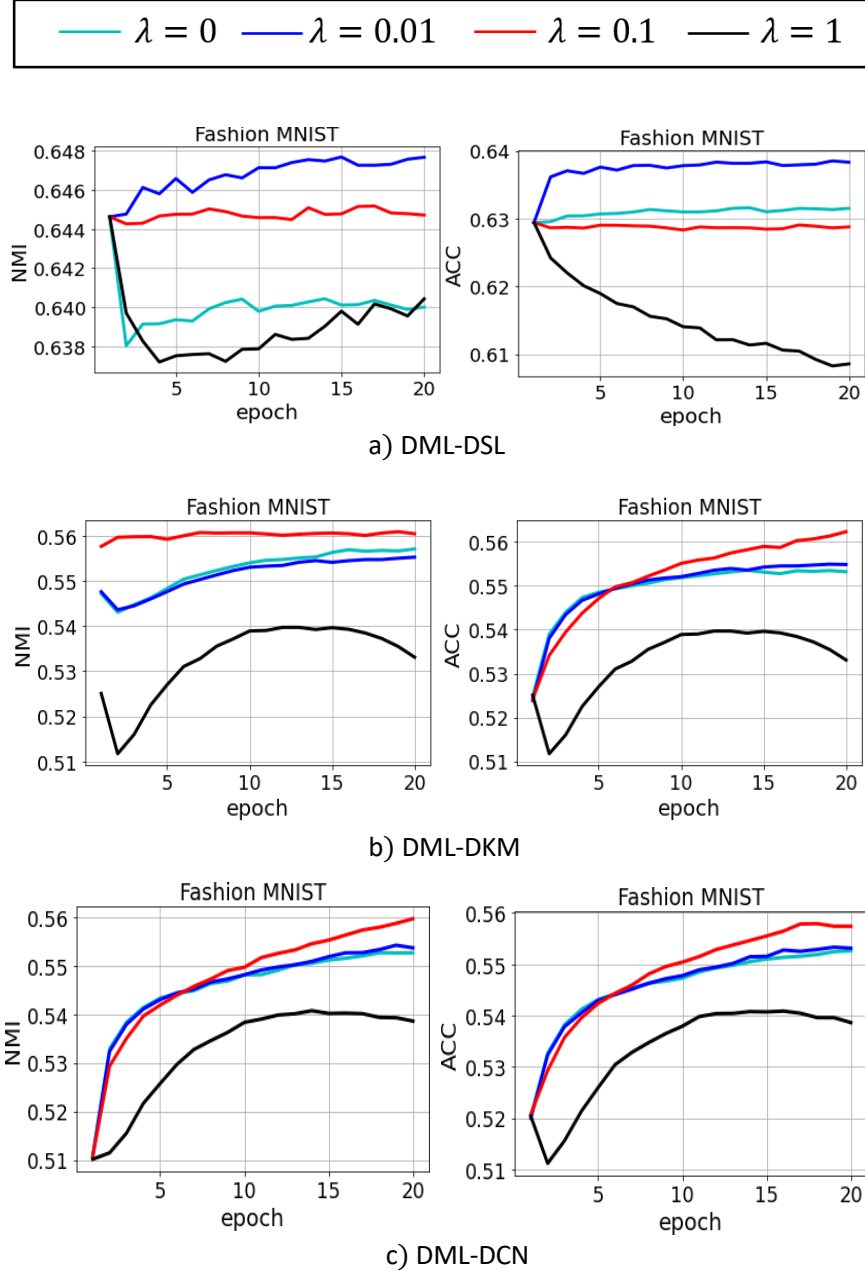 λ = 0 λ = 0.01 λ = 0.1 λ = 1
Fashion MNIST Fashion MNIST
0.648
0.646
0.644
0.642
0.640
0.638
NMI
5 10 15 20
epoch
0.64
0.63
0.62
0.61
ACC
5 10 15 20
epoch
a) DML-DSL
Fashion MNIST Fashion MNIST
0.56
0.55
0.54
0.53
0.52
0.51
NMI
5 10 15 20
epoch
0.56
0.55
0.54
0.53
0.52
0.51
ACC
5 10 15 20
epoch
b) DML-DKM
Fashion MNIST Fashion MNIST
0.56
0.55
0.54
0.53
0.52
0.51
NMI
5 10 15 20
epoch
0.56
0.55
0.54
0.53
0.52
0.51
ACC
5 10 15 20
epoch
c) DML-DCN